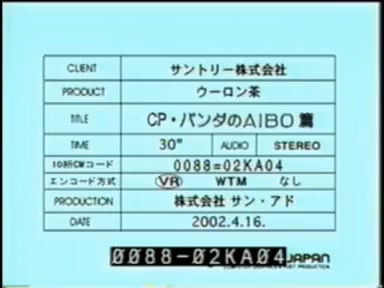 CLIENT サントリー株式会社
PRODUCT ウーロン茶
TITLE CP・パンダのAIBO篇
TIME 30" AUDIO STEREO
10桁CMコード 0088=02KA04
エンコード方式 VR WTM なし
PRODUCTION 株式会社 サン・アド
DATE 2002.4.16.
0088-02KA04 JAPAN